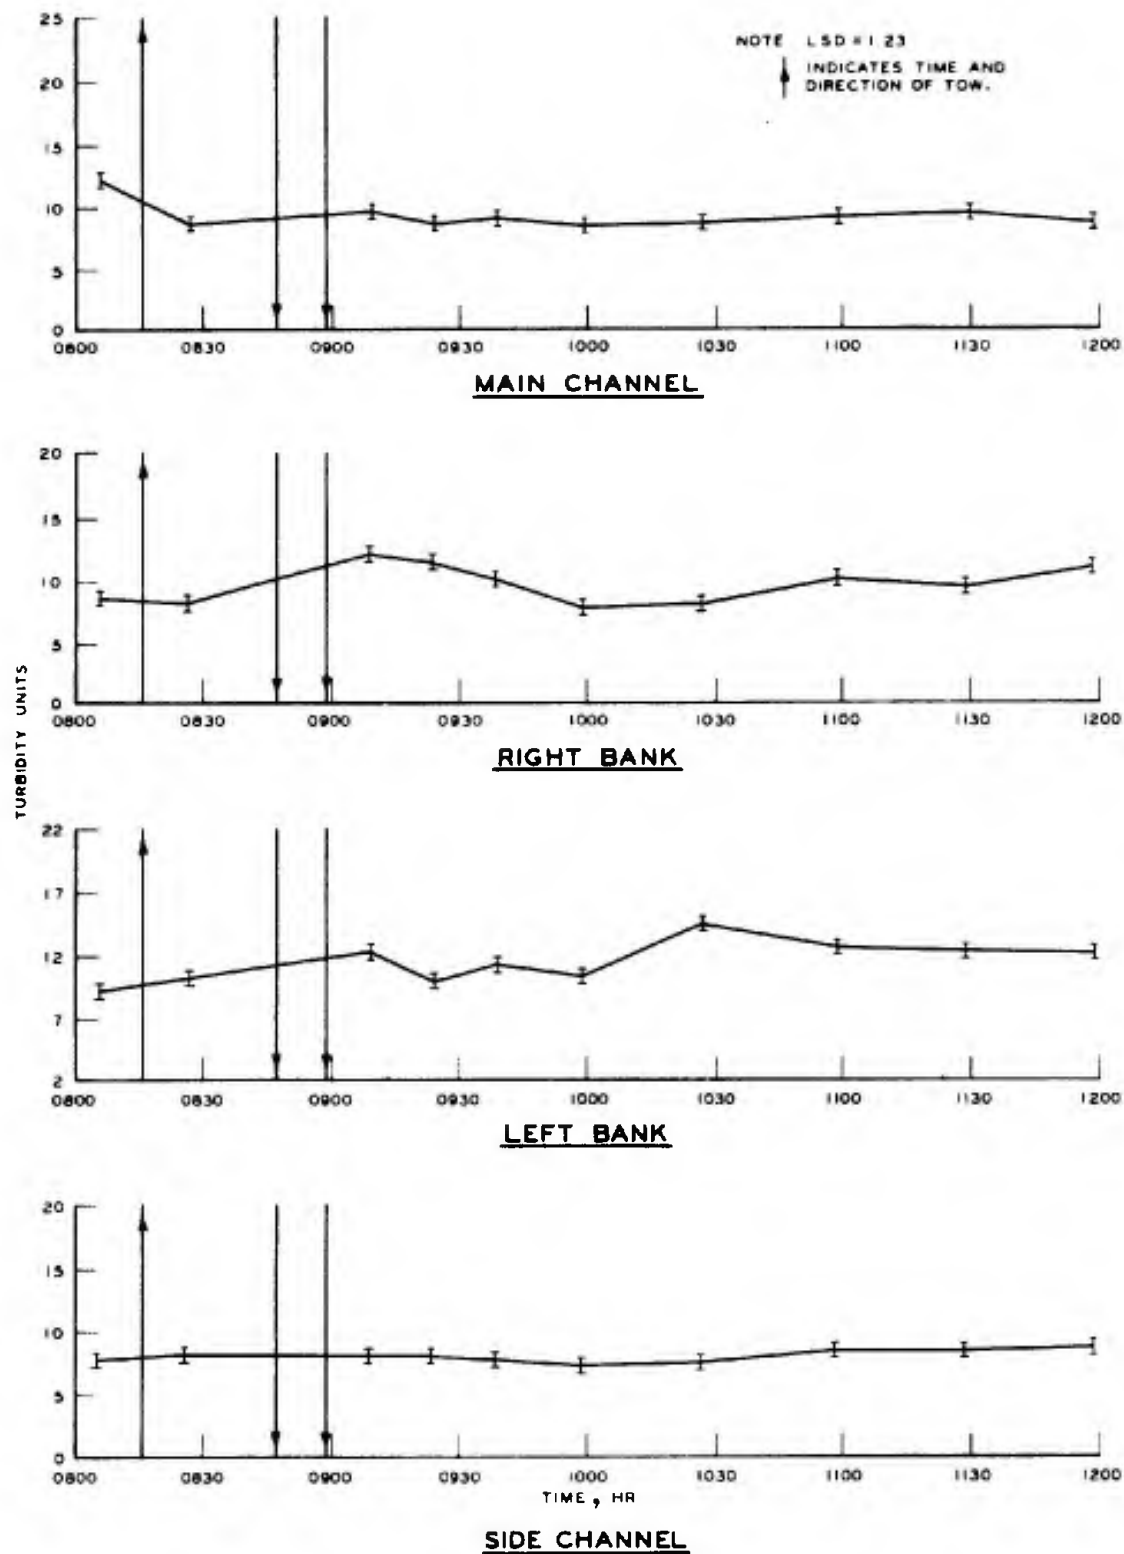 25
20
15
10
5
0
NOTE LSD = 1.23
INDICATES TIME AND
DIRECTION OF TOW.
0800 0830 0900 0930 1000 1030 1100 1130 1200
MAIN CHANNEL
20
15
10
5
0
0800 0830 0900 0930 1000 1030 1100 1130 1200
RIGHT BANK
TURBIDITY UNITS
22
17
12
7
2
0800 0830 0900 0930 1000 1030 1100 1130 1200
LEFT BANK
20
15
10
5
0
0800 0830 0900 0930 1000 1030 1100 1130 1200
TIME, HR
SIDE CHANNEL